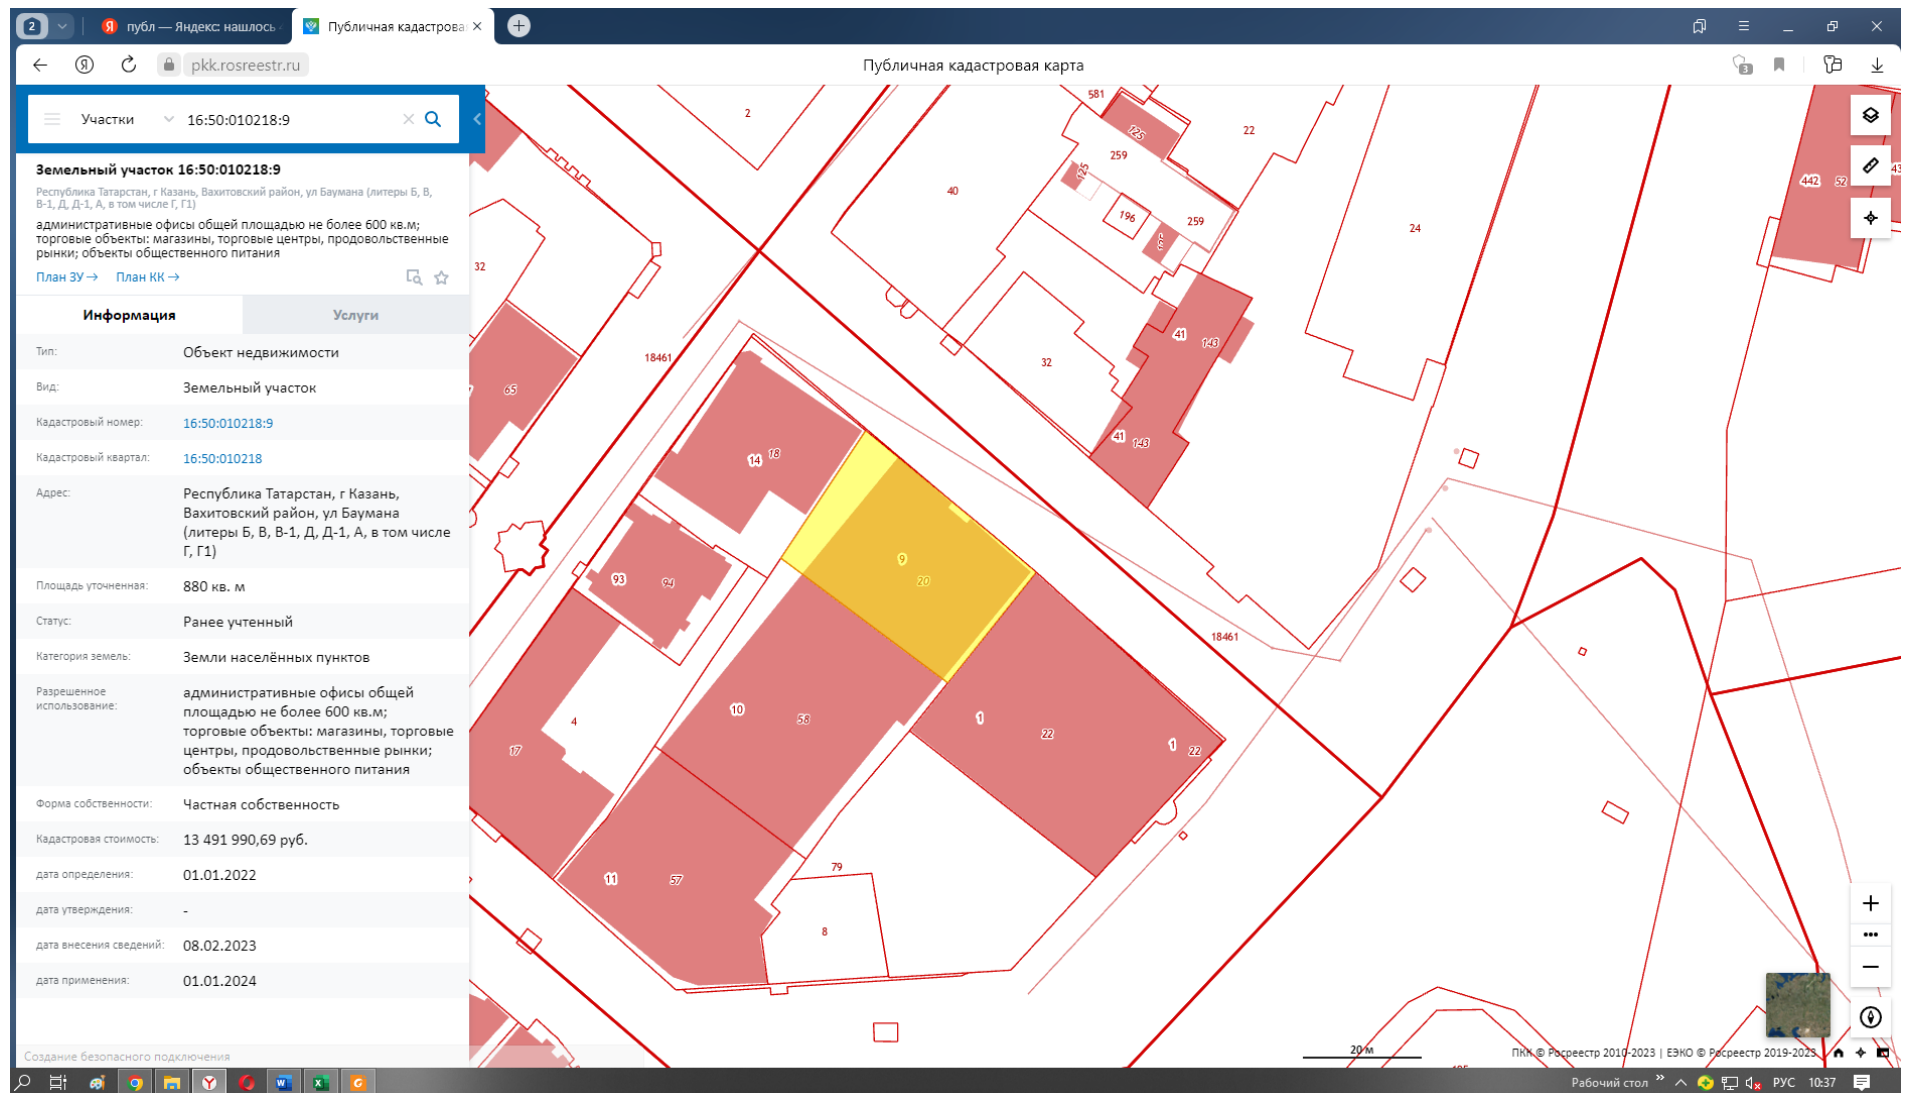 2
публ — Яндекс: нашлось
Публичная кадастрова
pkk.rosreestr.ru
Публичная кадастровая карта
3
Участки
16:50:010218:9
Земельный участок 16:50:010218:9
Республика Татарстан, г Казань, Вахитовский район, ул Баумана (литеры Б, В,
В-1, Д, Д-1, А, в том числе Г, Г1)
административные офисы общей площадью не более 600 кв.м;
торговые объекты: магазины, торговые центры, продовольственные
рынки; объекты общественного питания
План ЗУ →
План КК →
Информация
Услуги
Тип:
Объект недвижимости
Вид:
Земельный участок
Кадастровый номер:
16:50:010218:9
Кадастровый квартал:
16:50:010218
Адрес:
Республика Татарстан, г Казань,
Вахитовский район, ул Баумана
(литеры Б, В, В-1, Д, Д-1, А, в том числе
Г, Г1)
Площадь уточненная:
880 кв. м
Статус:
Ранее учтенный
Категория земель:
Земли населённых пунктов
Разрешенное
использование:
административные офисы общей
площадью не более 600 кв.м;
торговые объекты: магазины, торговые
центры, продовольственные рынки;
объекты общественного питания
Форма собственности:
Частная собственность
Кадастровая стоимость:
13 491 990,69 руб.
дата определения:
01.01.2022
дата утверждения:
-
дата внесения сведений:
08.02.2023
дата применения:
01.01.2024
Создание безопасного подключения
581
2
125
22
259
125
40
196
259
442
52
43
24
32
41
143
32
18461
65
41
143
14
18
9
20
93
94
18461
10
58
1
22
1
22
4
17
79
11
57
8
20 м
ПКК © Росреестр 2010-2023 | ЕЭКО © Росреестр 2019-2023
Рабочий стол
РУС
10:37